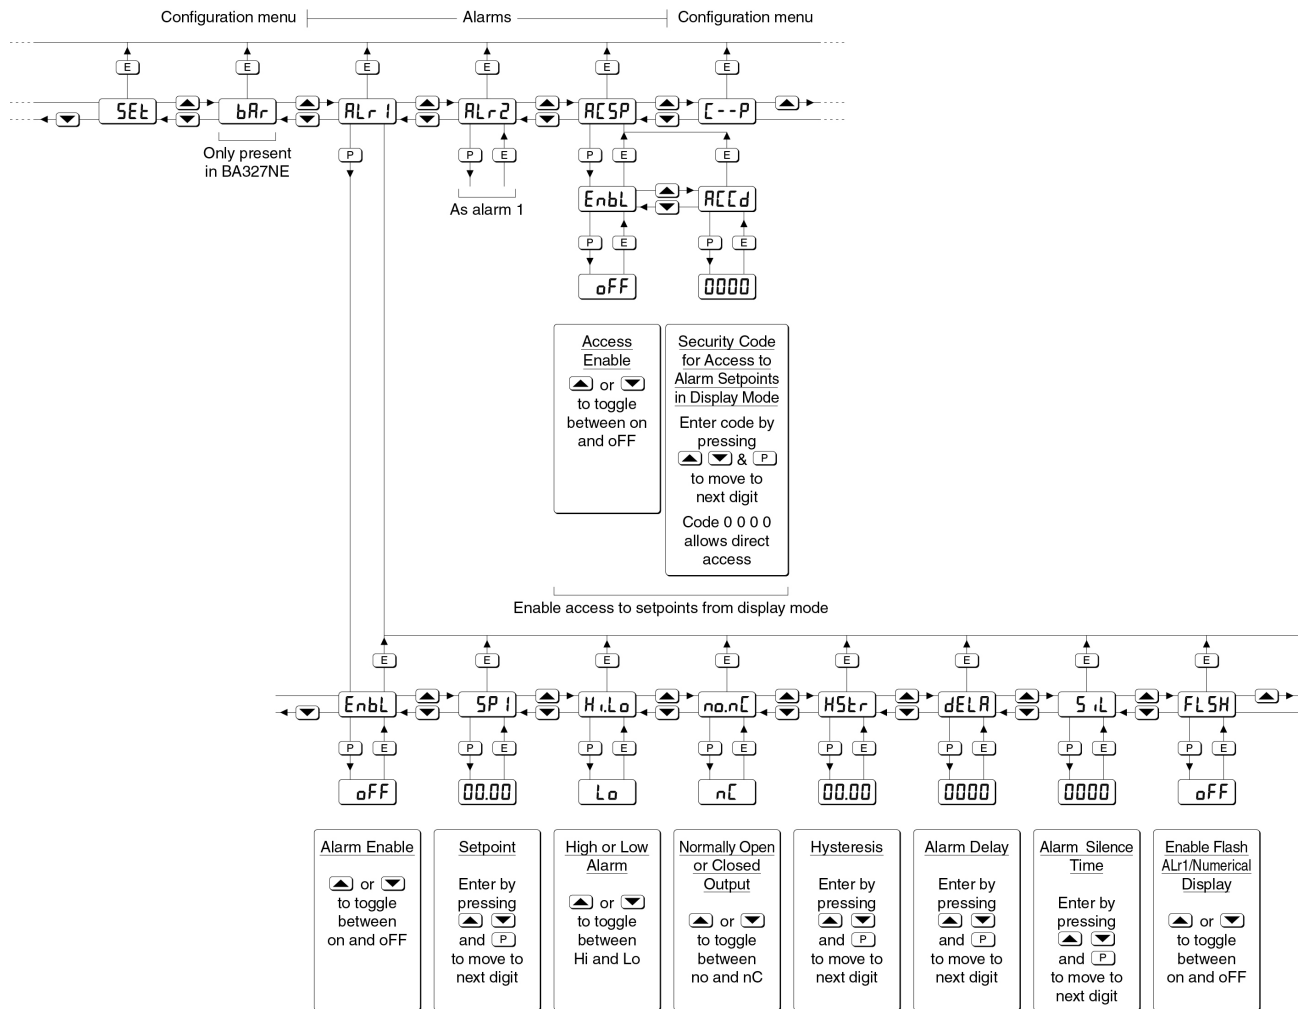 Configuration menu
Alarms
Configuration menu
E E E E E E
SEt bAr ALr1 ALr2 ACSP C--P
Only present
in BA327NE
P P E P E E
As alarm 1
EnbL ACCd
P E P E
oFF 0000
Access
Enable
or
to toggle
between on
and oFF
Security Code
for Access to
Alarm Setpoints
in Display Mode
Enter code by
pressing
& P
to move to
next digit
Code 0 0 0 0
allows direct
access
Enable access to setpoints from display mode
E E E E E E E E
EnbL SP1 Hi.Lo no.nC HStr dELA SiL FLSH
P E P E P E P E P E P E P E P E
oFF 00.00 Lo nC 00.00 0000 0000 oFF
Alarm Enable
or
to toggle
between
on and oFF
Setpoint
Enter by
pressing
and P
to move to
next digit
High or Low
Alarm
or
to toggle
between
Hi and Lo
Normally Open
or Closed
Output
or
to toggle
between
no and nC
Hysteresis
Enter by
pressing
and P
to move to
next digit
Alarm Delay
Enter by
pressing
and P
to move to
next digit
Alarm Silence
Time
Enter by
pressing
and P
to move to
next digit
Enable Flash
ALr1/Numerical
Display
or
to toggle
between
on and oFF